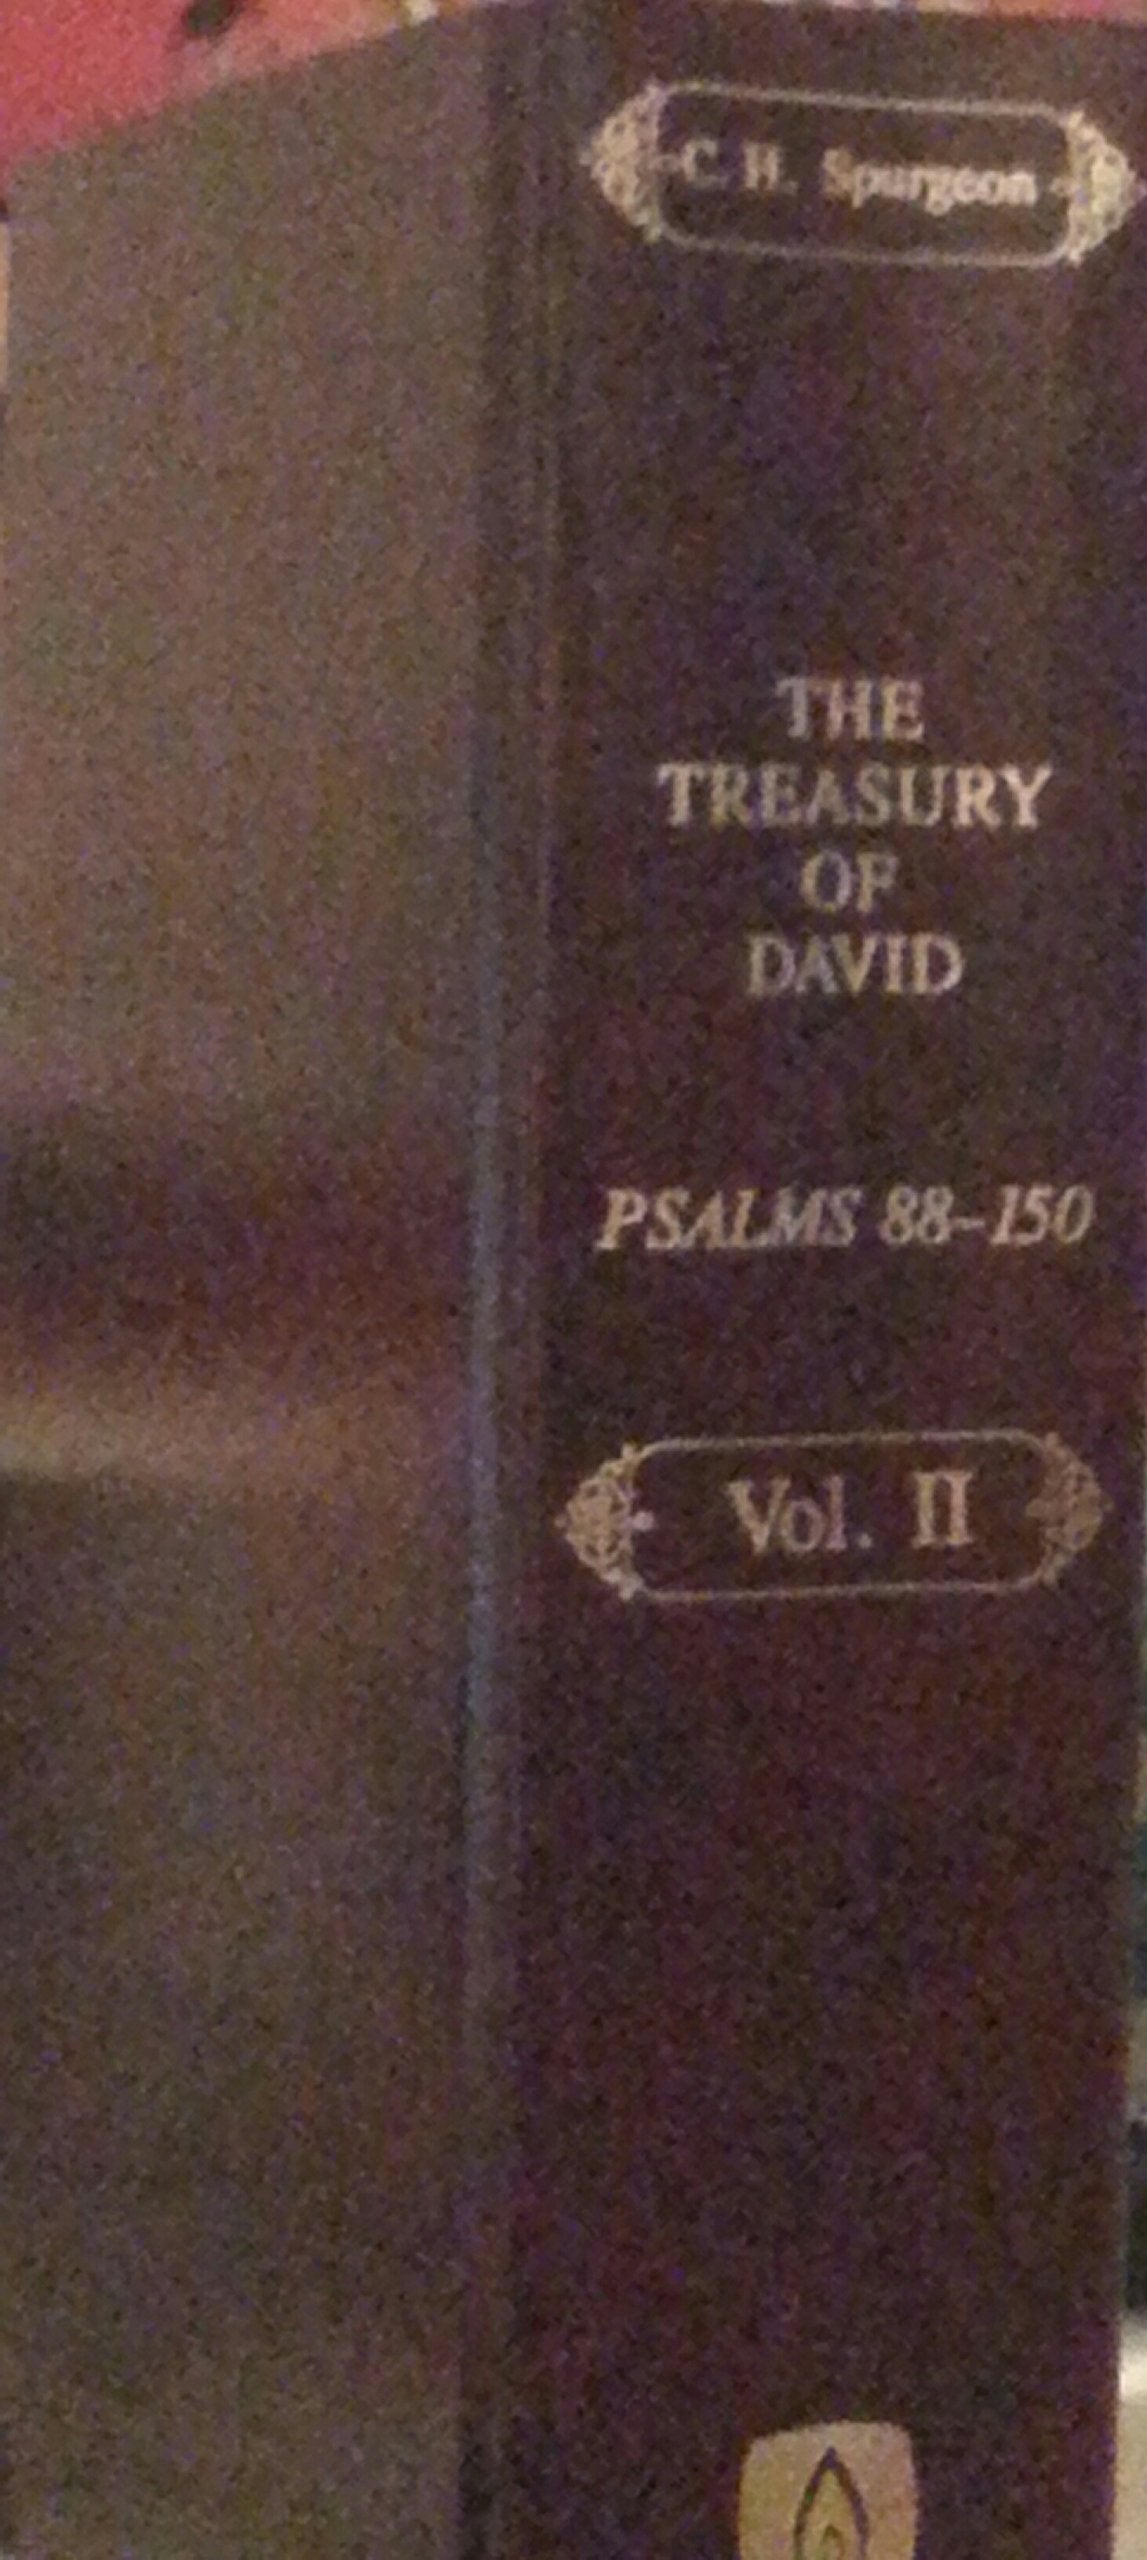 C. H. Spurgeon
THE
TREASURY
OF
DAVID
PSALMS 88-150
Vol. II